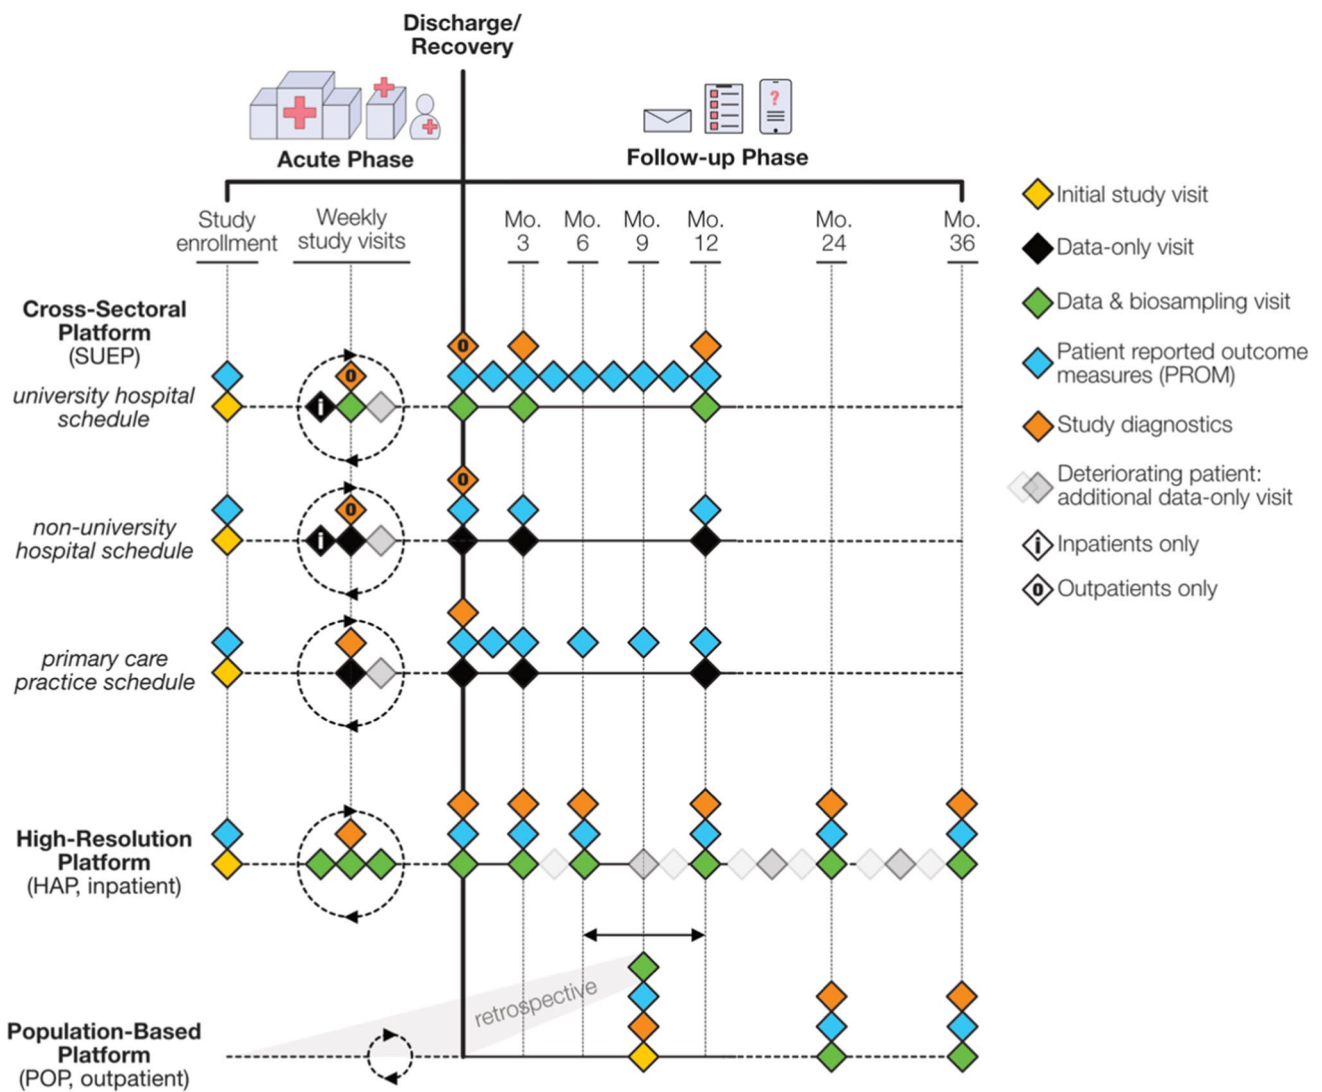 Discharge/
Recovery
Acute Phase
Follow-up Phase
?
Study
enrollment
Weekly
study visits
Mo.
3
Mo.
6
Mo.
9
Mo.
12
Mo.
24
Mo.
36
Initial study visit
Data-only visit
Data & biosampling visit
Patient reported outcome
measures (PROM)
Study diagnostics
Deteriorating patient:
additional data-only visit
i Inpatients only
o Outpatients only
Cross-Sectoral
Platform
(SUEP)
university hospital
schedule
o
i
o
non-university
hospital schedule
o
i
o
primary care
practice schedule
High-Resolution
Platform
(HAP, inpatient)
retrospective
Population-Based
Platform
(POP, outpatient)